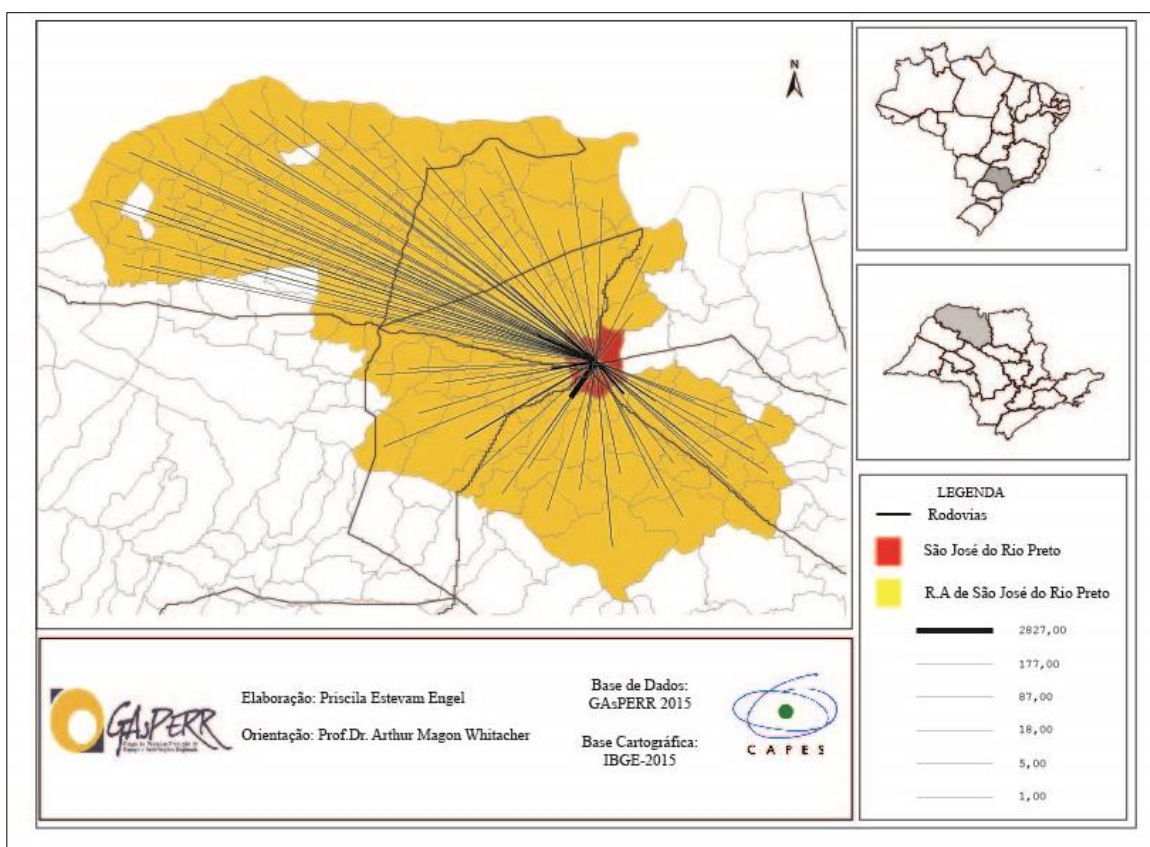 N
LEGENDA
Rodovias
São José do Rio Preto
R.A de São José do Rio Preto
2827,00
177,00
87,00
18,00
5,00
1,00
GAsPERR
Elaboração: Priscila Estevam Engel
Orientação: Prof.Dr. Arthur Magon Whitacher
Base de Dados:
GAsPERR 2015
Base Cartográfica:
IBGE-2015
CAPES